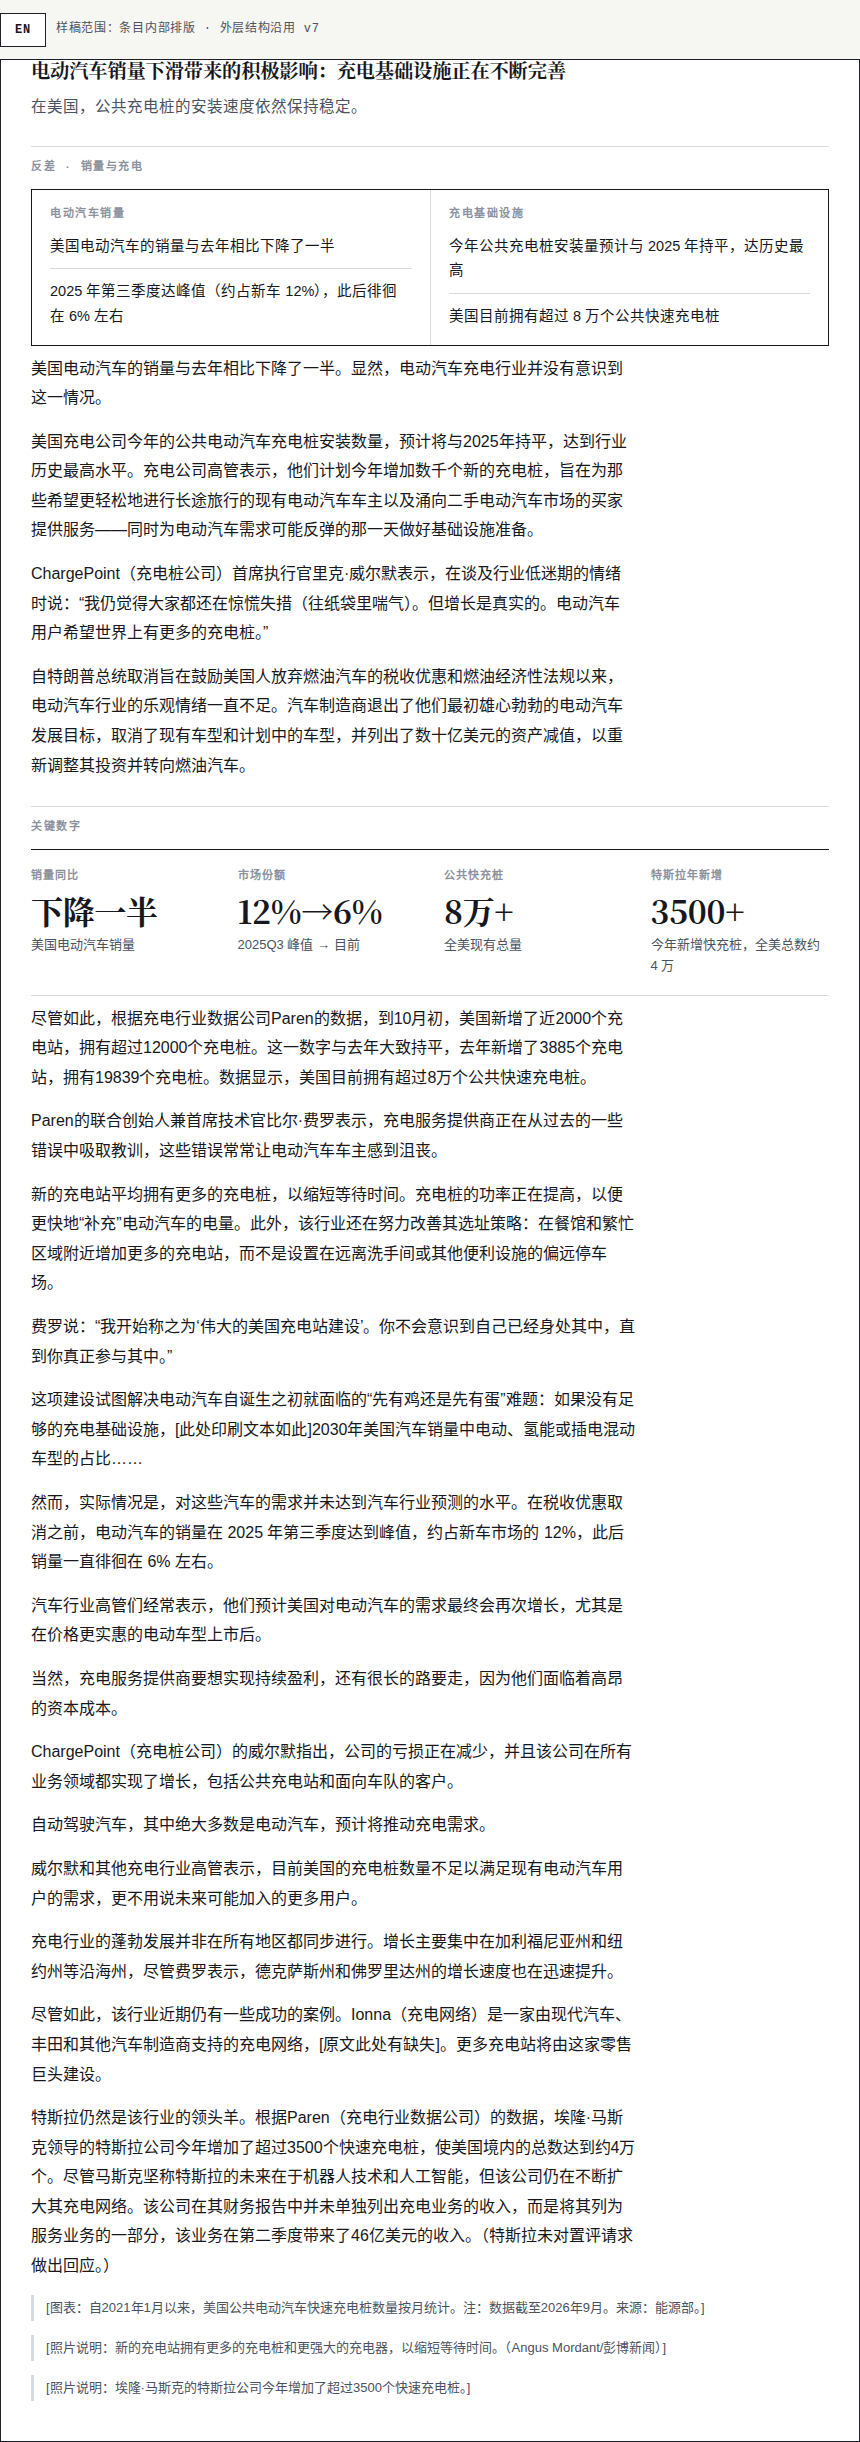 EN
样稿范围：条目内部排版 · 外层结构沿用 v7
电动汽车销量下滑带来的积极影响：充电基础设施正在不断完善
在美国，公共充电桩的安装速度依然保持稳定。
反差 · 销量与充电
电动汽车销量
美国电动汽车的销量与去年相比下降了一半
2025 年第三季度达峰值（约占新车 12%），此后徘徊
在 6% 左右
充电基础设施
今年公共充电桩安装量预计与 2025 年持平，达历史最
高
美国目前拥有超过 8 万个公共快速充电桩
美国电动汽车的销量与去年相比下降了一半。显然，电动汽车充电行业并没有意识到
这一情况。
美国充电公司今年的公共电动汽车充电桩安装数量，预计将与2025年持平，达到行业
历史最高水平。充电公司高管表示，他们计划今年增加数千个新的充电桩，旨在为那
些希望更轻松地进行长途旅行的现有电动汽车车主以及涌向二手电动汽车市场的买家
提供服务——同时为电动汽车需求可能反弹的那一天做好基础设施准备。
ChargePoint（充电桩公司）首席执行官里克·威尔默表示，在谈及行业低迷期的情绪
时说：“我仍觉得大家都还在惊慌失措（往纸袋里喘气）。但增长是真实的。电动汽车
用户希望世界上有更多的充电桩。”
自特朗普总统取消旨在鼓励美国人放弃燃油汽车的税收优惠和燃油经济性法规以来，
电动汽车行业的乐观情绪一直不足。汽车制造商退出了他们最初雄心勃勃的电动汽车
发展目标，取消了现有车型和计划中的车型，并列出了数十亿美元的资产减值，以重
新调整其投资并转向燃油汽车。
关键数字
销量同比
下降一半
美国电动汽车销量
市场份额
12%→6%
2025Q3 峰值 → 目前
公共快充桩
8万+
全美现有总量
特斯拉年新增
3500+
今年新增快充桩，全美总数约
4 万
尽管如此，根据充电行业数据公司Paren的数据，到10月初，美国新增了近2000个充
电站，拥有超过12000个充电桩。这一数字与去年大致持平，去年新增了3885个充电
站，拥有19839个充电桩。数据显示，美国目前拥有超过8万个公共快速充电桩。
Paren的联合创始人兼首席技术官比尔·费罗表示，充电服务提供商正在从过去的一些
错误中吸取教训，这些错误常常让电动汽车车主感到沮丧。
新的充电站平均拥有更多的充电桩，以缩短等待时间。充电桩的功率正在提高，以便
更快地“补充”电动汽车的电量。此外，该行业还在努力改善其选址策略：在餐馆和繁忙
区域附近增加更多的充电站，而不是设置在远离洗手间或其他便利设施的偏远停车
场。
费罗说：“我开始称之为‘伟大的美国充电站建设’。你不会意识到自己已经身处其中，直
到你真正参与其中。”
这项建设试图解决电动汽车自诞生之初就面临的“先有鸡还是先有蛋”难题：如果没有足
够的充电基础设施，[此处印刷文本如此]2030年美国汽车销量中电动、氢能或插电混动
车型的占比……
然而，实际情况是，对这些汽车的需求并未达到汽车行业预测的水平。在税收优惠取
消之前，电动汽车的销量在 2025 年第三季度达到峰值，约占新车市场的 12%，此后
销量一直徘徊在 6% 左右。
汽车行业高管们经常表示，他们预计美国对电动汽车的需求最终会再次增长，尤其是
在价格更实惠的电动车型上市后。
当然，充电服务提供商要想实现持续盈利，还有很长的路要走，因为他们面临着高昂
的资本成本。
ChargePoint（充电桩公司）的威尔默指出，公司的亏损正在减少，并且该公司在所有
业务领域都实现了增长，包括公共充电站和面向车队的客户。
自动驾驶汽车，其中绝大多数是电动汽车，预计将推动充电需求。
威尔默和其他充电行业高管表示，目前美国的充电桩数量不足以满足现有电动汽车用
户的需求，更不用说未来可能加入的更多用户。
充电行业的蓬勃发展并非在所有地区都同步进行。增长主要集中在加利福尼亚州和纽
约州等沿海州，尽管费罗表示，德克萨斯州和佛罗里达州的增长速度也在迅速提升。
尽管如此，该行业近期仍有一些成功的案例。Ionna（充电网络）是一家由现代汽车、
丰田和其他汽车制造商支持的充电网络，[原文此处有缺失]。更多充电站将由这家零售
巨头建设。
特斯拉仍然是该行业的领头羊。根据Paren（充电行业数据公司）的数据，埃隆·马斯
克领导的特斯拉公司今年增加了超过3500个快速充电桩，使美国境内的总数达到约4万
个。尽管马斯克坚称特斯拉的未来在于机器人技术和人工智能，但该公司仍在不断扩
大其充电网络。该公司在其财务报告中并未单独列出充电业务的收入，而是将其列为
服务业务的一部分，该业务在第二季度带来了46亿美元的收入。（特斯拉未对置评请求
做出回应。）
[图表：自2021年1月以来，美国公共电动汽车快速充电桩数量按月统计。注：数据截至2026年9月。来源：能源部。]
[照片说明：新的充电站拥有更多的充电桩和更强大的充电器，以缩短等待时间。（Angus Mordant/彭博新闻）]
[照片说明：埃隆·马斯克的特斯拉公司今年增加了超过3500个快速充电桩。]